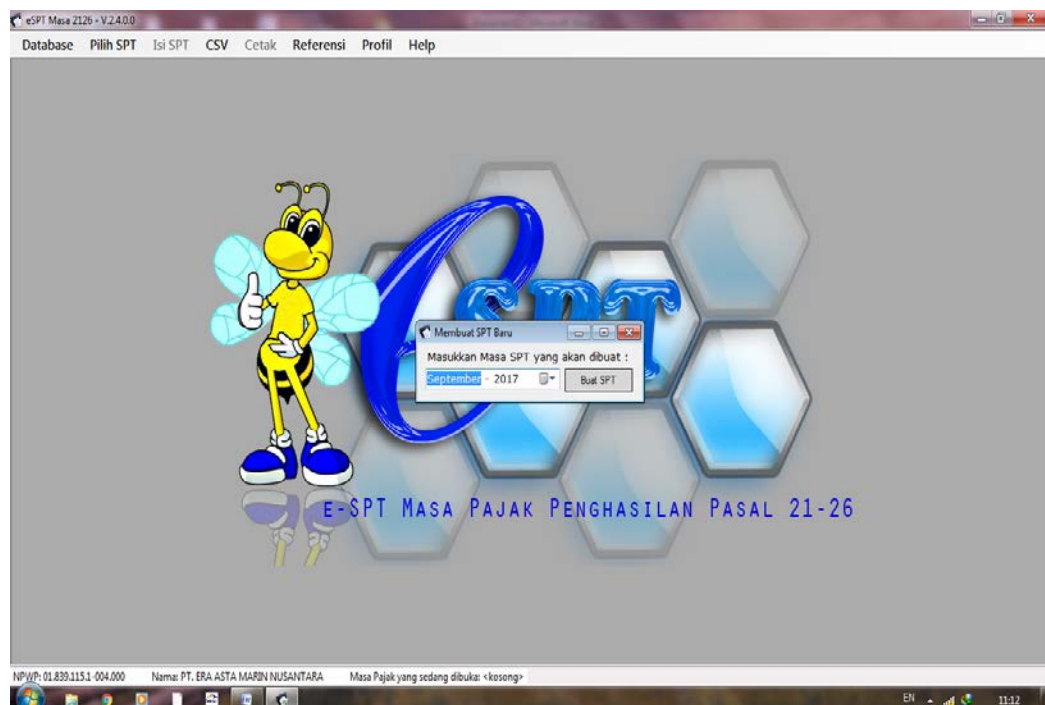 eSPT Masa 2126 - V.2.4.0.0
Database Pilih SPT Isi SPT CSV Cetak Referensi Profil Help
eSPT
Membuat SPT Baru
Masukkan Masa SPT yang akan dibuat :
September - 2017 Buat SPT
e-SPT Masa Pajak Penghasilan Pasal 21-26
NPWP: 01.839.115.1-004.000 Nama: PT. ERA ASTA MARIN NUSANTARA Masa Pajak yang sedang dibuka: <kosong>
EN 11:12